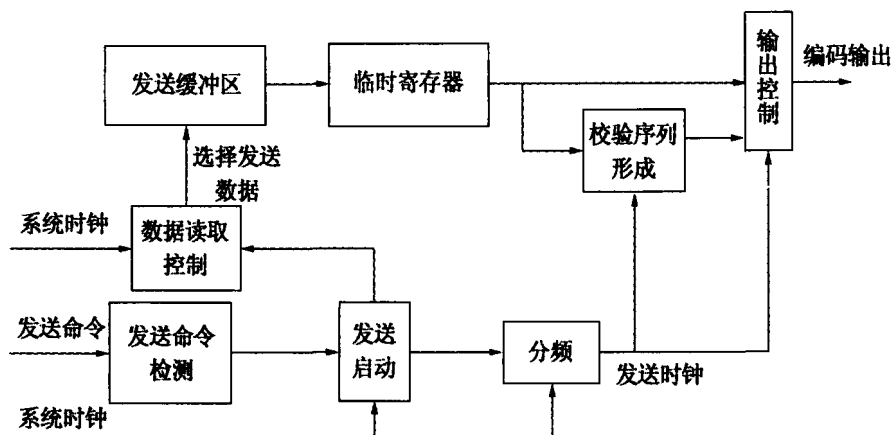 发送缓冲区
临时寄存器
输
出
控
制
编码输出
校验序列
形成
选择发送
数据
系统时钟
数据读取
控制
发送命令
发送命令
检测
发送
启动
分频
发送时钟
系统时钟